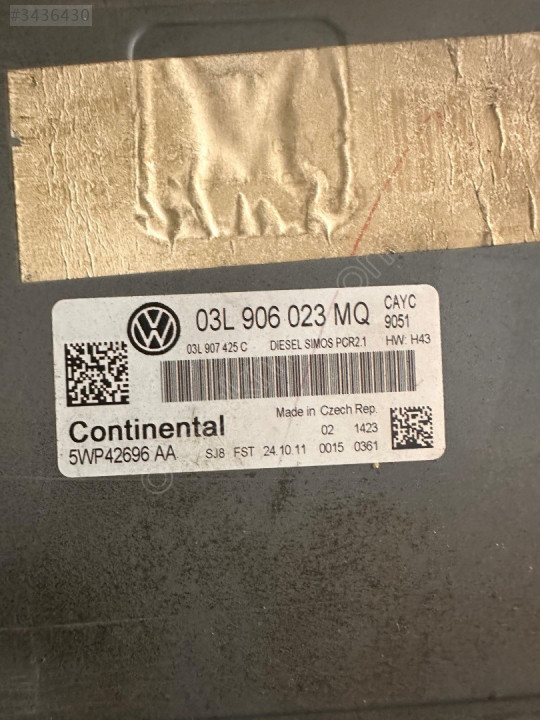 #3436430
03L 906 023 MQ CAYC 9051
03L 907 425 C DIESEL SIMOS PCR2.1 HW: H43
Made in Czech Rep.
Continental 02 1423
5WP42696 AA SJ8 FST 24.10.11 0015 0361